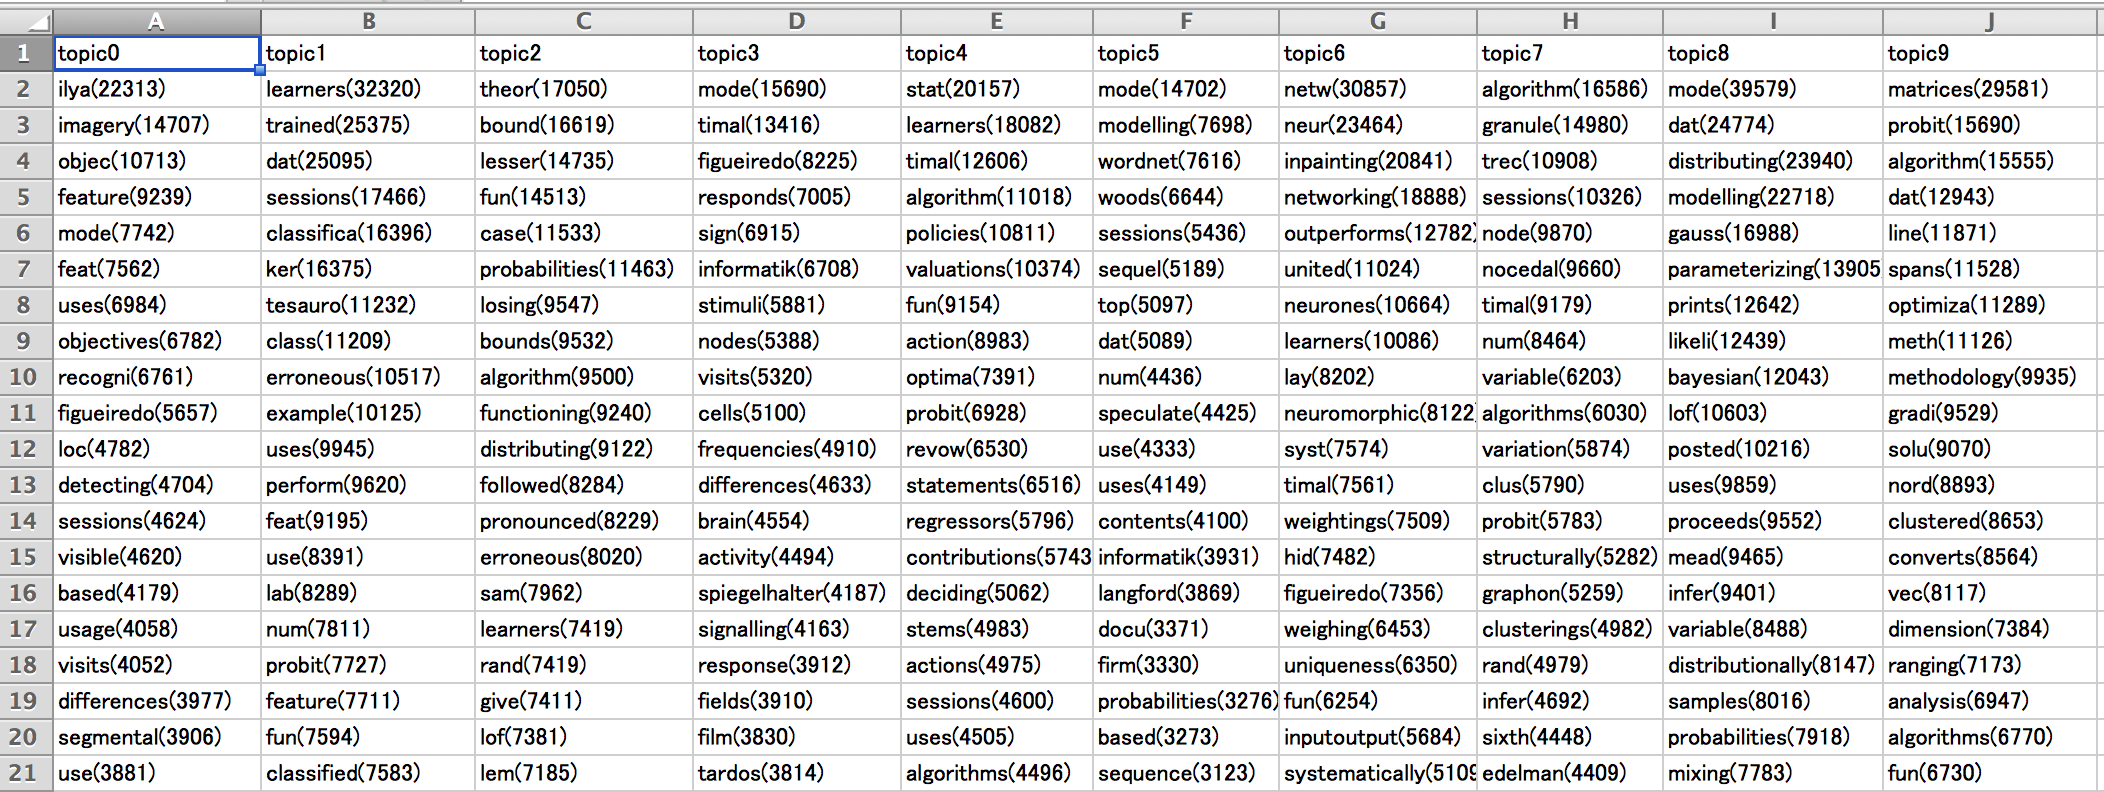 A B C D E F G H I J
1 topic0 topic1 topic2 topic3 topic4 topic5 topic6 topic7 topic8 topic9
2 ilya(22313) learners(32320) theor(17050) mode(15690) stat(20157) mode(14702) netw(30857) algorithm(16586) mode(39579) matrices(29581)
3 imagery(14707) trained(25375) bound(16619) timal(13416) learners(18082) modelling(7698) neur(23464) granule(14980) dat(24774) probit(15690)
4 objec(10713) dat(25095) lesser(14735) figueiredo(8225) timal(12606) wordnet(7616) inpainting(20841) trec(10908) distributing(23940) algorithm(15555)
5 feature(9239) sessions(17466) fun(14513) responds(7005) algorithm(11018) woods(6644) networking(18888) sessions(10326) modelling(22718) dat(12943)
6 mode(7742) classifica(16396) case(11533) sign(6915) policies(10811) sessions(5436) outperforms(12782) node(9870) gauss(16988) line(11871)
7 feat(7562) ker(16375) probabilities(11463) informatik(6708) valuations(10374) sequel(5189) united(11024) nocedal(9660) parameterizing(13905 spans(11528)
8 uses(6984) tesauro(11232) losing(9547) stimuli(5881) fun(9154) top(5097) neurones(10664) timal(9179) prints(12642) optimiza(11289)
9 objectives(6782) class(11209) bounds(9532) nodes(5388) action(8983) dat(5089) learners(10086) num(8464) likeli(12439) meth(11126)
10 recogni(6761) erroneous(10517) algorithm(9500) visits(5320) optima(7391) num(4436) lay(8202) variable(6203) bayesian(12043) methodology(9935)
11 figueiredo(5657) example(10125) functioning(9240) cells(5100) probit(6928) speculate(4425) neuromorphic(8122) algorithms(6030) lof(10603) gradi(9529)
12 loc(4782) uses(9945) distributing(9122) frequencies(4910) revow(6530) use(4333) syst(7574) variation(5874) posted(10216) solu(9070)
13 detecting(4704) perform(9620) followed(8284) differences(4633) statements(6516) uses(4149) timal(7561) clus(5790) uses(9859) nord(8893)
14 sessions(4624) feat(9195) pronounced(8229) brain(4554) regressors(5796) contents(4100) weightings(7509) probit(5783) proceeds(9552) clustered(8653)
15 visible(4620) use(8391) erroneous(8020) activity(4494) contributions(5743 informatik(3931) hid(7482) structurally(5282) mead(9465) converts(8564)
16 based(4179) lab(8289) sam(7962) spiegelhalter(4187) deciding(5062) langford(3869) figueiredo(7356) graphon(5259) infer(9401) vec(8117)
17 usage(4058) num(7811) learners(7419) signalling(4163) stems(4983) docu(3371) weighing(6453) clusterings(4982) variable(8488) dimension(7384)
18 visits(4052) probit(7727) rand(7419) response(3912) actions(4975) firm(3330) uniqueness(6350) rand(4979) distributionally(8147) ranging(7173)
19 differences(3977) feature(7711) give(7411) fields(3910) sessions(4600) probabilities(3276) fun(6254) infer(4692) samples(8016) analysis(6947)
20 segmental(3906) fun(7594) lof(7381) film(3830) uses(4505) based(3273) inputoutput(5684) sixth(4448) probabilities(7918) algorithms(6770)
21 use(3881) classified(7583) lem(7185) tardos(3814) algorithms(4496) sequence(3123) systematically(5109 edelman(4409) mixing(7783) fun(6730)